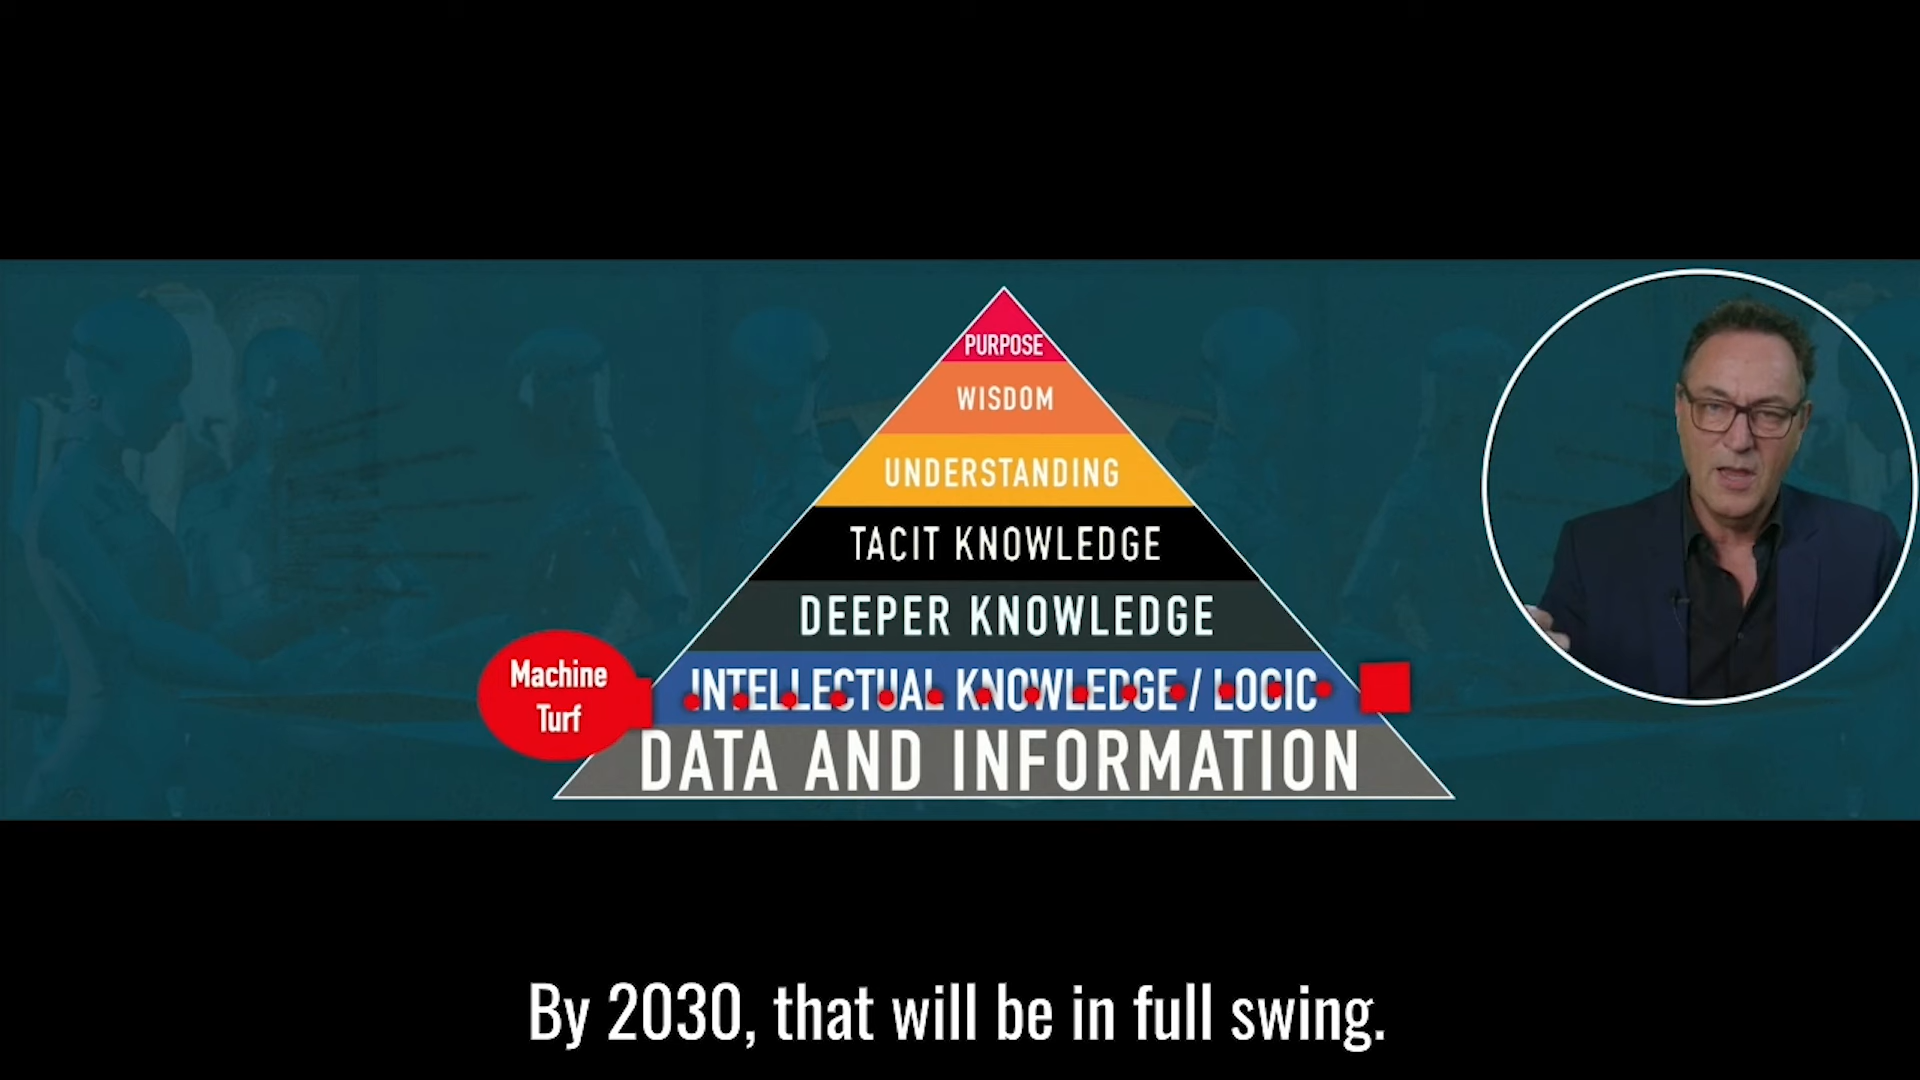 PURPOSE
WISDOM
UNDERSTANDING
TACIT KNOWLEDGE
DEEPER KNOWLEDGE
Machine
Turf
INTELLECTUAL KNOWLEDGE / LOGIC
DATA AND INFORMATION
By 2030, that will be in full swing.